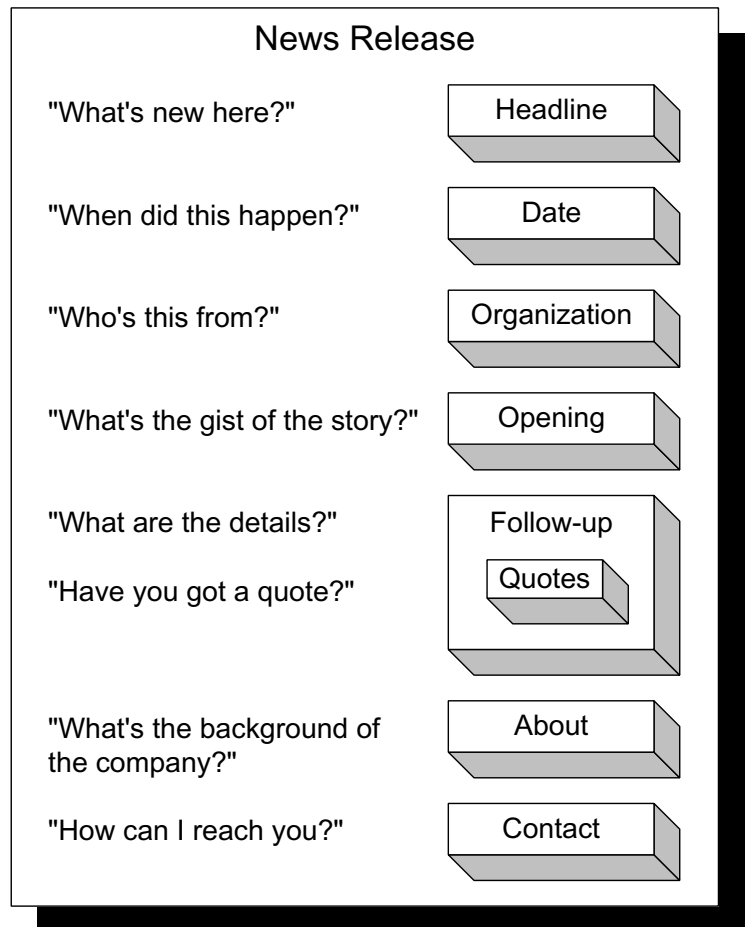 News Release
"What's new here?"
Headline
"When did this happen?"
Date
"Who's this from?"
Organization
"What's the gist of the story?"
Opening
"What are the details?"
Follow-up
"Have you got a quote?"
Quotes
"What's the background of
the company?"
About
"How can I reach you?"
Contact